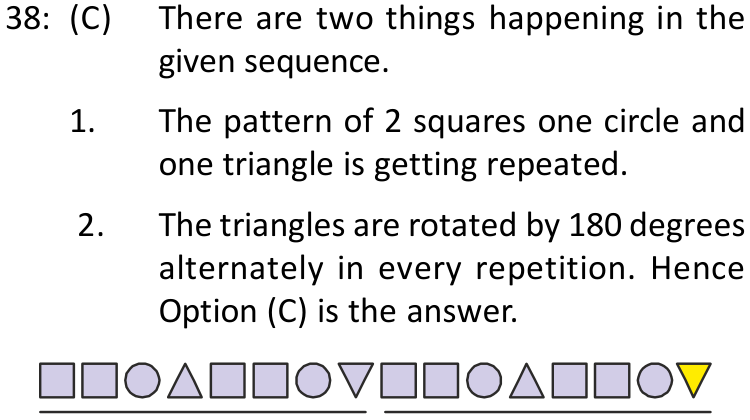 38: (C) There are two things happening in the
given sequence.
1. The pattern of 2 squares one circle and
one triangle is getting repeated.
2. The triangles are rotated by 180 degrees
alternately in every repetition. Hence
Option (C) is the answer.